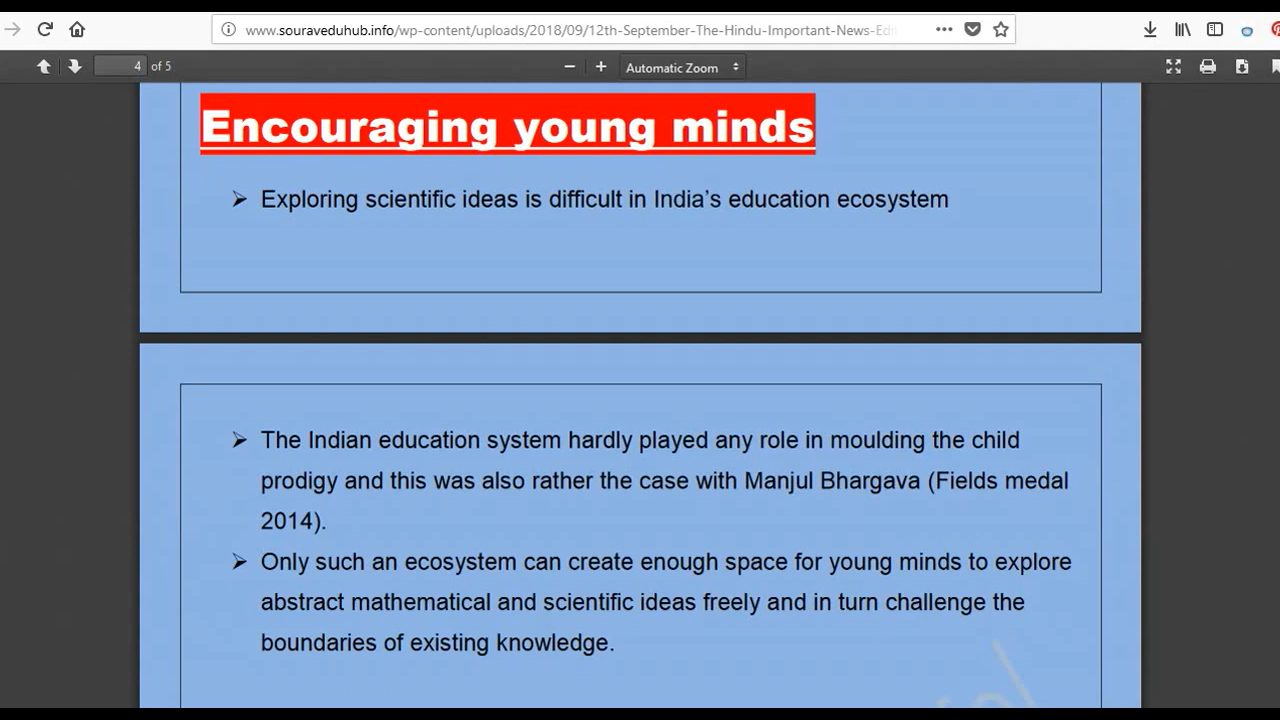 www.souraveduhub.info/wp-content/uploads/2018/09/12th-September-The-Hindu-Important-News-Edi
4 of 5
Automatic Zoom
Encouraging young minds
➢ Exploring scientific ideas is difficult in India's education ecosystem
➢ The Indian education system hardly played any role in moulding the child
prodigy and this was also rather the case with Manjul Bhargava (Fields medal
2014).
➢ Only such an ecosystem can create enough space for young minds to explore
abstract mathematical and scientific ideas freely and in turn challenge the
boundaries of existing knowledge.